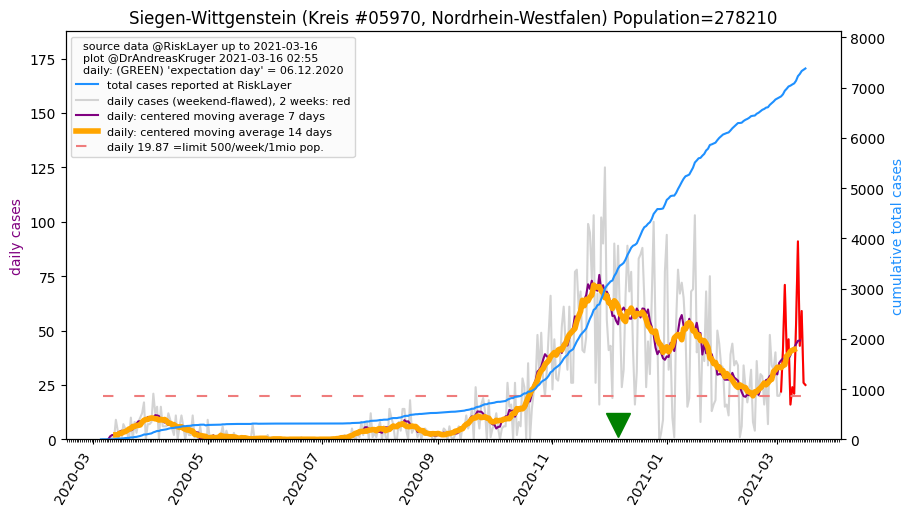 Siegen-Wittgenstein (Kreis #05970, Nordrhein-Westfalen) Population=278210
source data @RiskLayer up to 2021-03-16
plot @DrAndreasKruger 2021-03-16 02:55
daily: (GREEN) 'expectation day' = 06.12.2020
total cases reported at RiskLayer
daily cases (weekend-flawed), 2 weeks: red
daily: centered moving average 7 days
daily: centered moving average 14 days
daily 19.87 =limit 500/week/1mio pop.
daily cases
175
150
125
100
75
50
25
0
cumulative total cases
8000
7000
6000
5000
4000
3000
2000
1000
0
2020-03
2020-05
2020-07
2020-09
2020-11
2021-01
2021-03